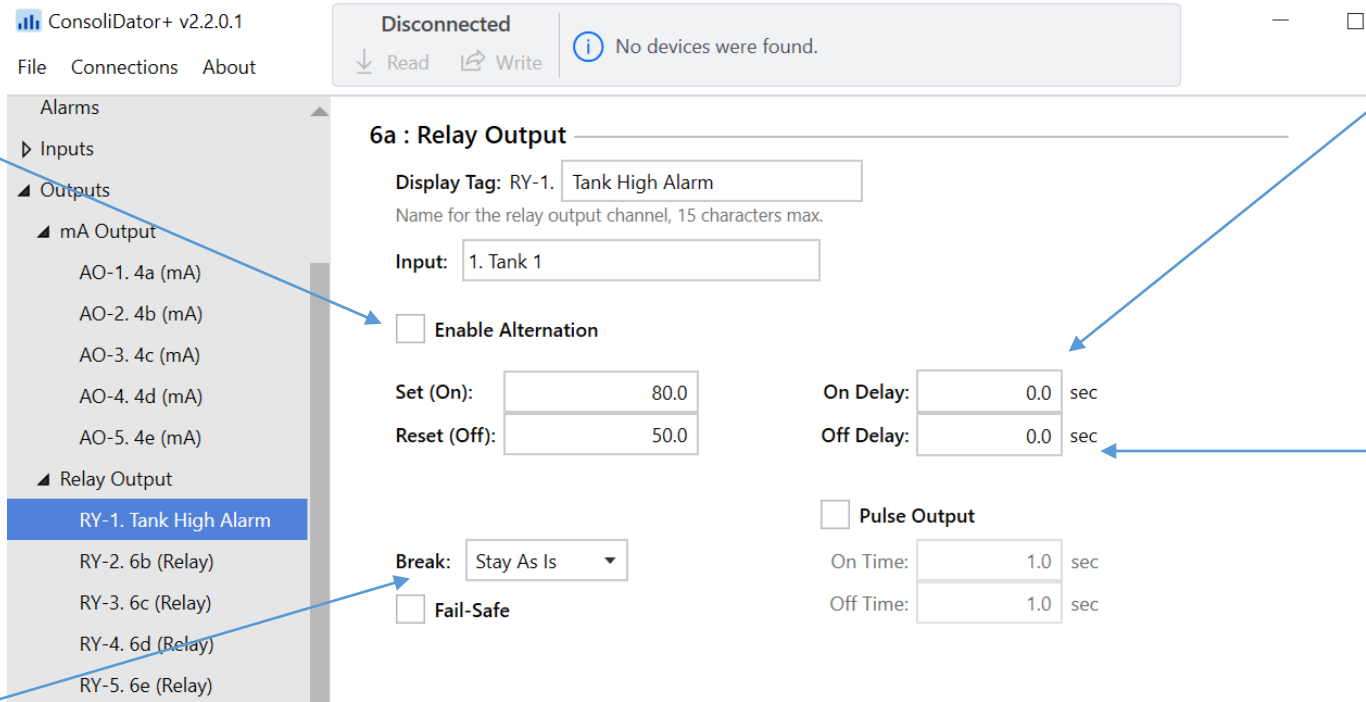 ConsoliDator+ v2.2.0.1
File Connections About
Disconnected
Read Write
No devices were found.
Alarms
Inputs
Outputs
mA Output
AO-1. 4a (mA)
AO-2. 4b (mA)
AO-3. 4c (mA)
AO-4. 4d (mA)
AO-5. 4e (mA)
Relay Output
RY-1. Tank High Alarm
RY-2. 6b (Relay)
RY-3. 6c (Relay)
RY-4. 6d (Relay)
RY-5. 6e (Relay)
6a : Relay Output
Display Tag: RY-1. Tank High Alarm
Name for the relay output channel, 15 characters max.
Input: 1. Tank 1
Enable Alternation
Set (On): 80.0
Reset (Off): 50.0
On Delay: 0.0 sec
Off Delay: 0.0 sec
Break: Stay As Is
Fail-Safe
Pulse Output
On Time: 1.0 sec
Off Time: 1.0 sec